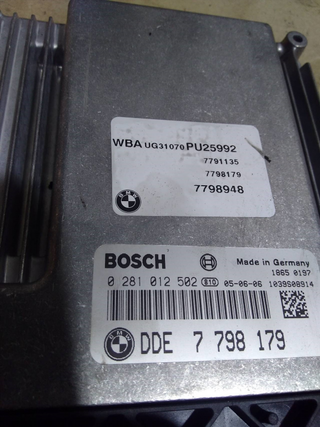 WBA UG31070 PU25992
7791135
7798179
7798948
BOSCH
Made in Germany
1865 0197
0 281 012 502 810 05-06-06 1039S08914
DDE 7 798 179